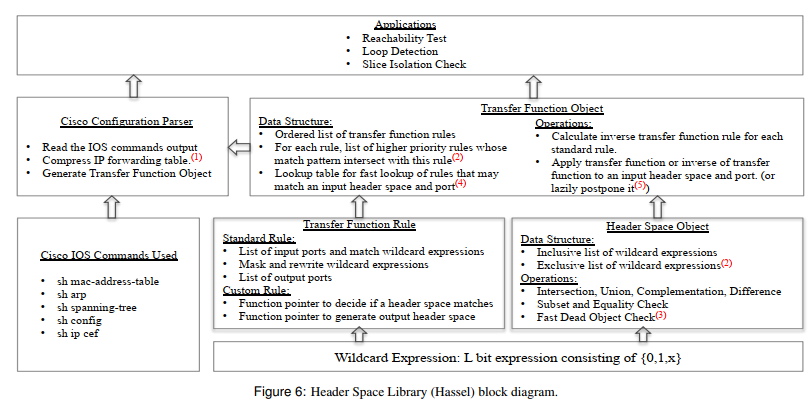 Applications
• Reachability Test
• Loop Detection
• Slice Isolation Check
Cisco Configuration Parser
• Read the IOS commands output
• Compress IP forwarding table.(1)
• Generate Transfer Function Object
Transfer Function Object
Data Structure:
• Ordered list of transfer function rules
• For each rule, list of higher priority rules whose
match pattern intersect with this rule(2)
• Lookup table for fast lookup of rules that may
match an input header space and port(4)
Operations:
• Calculate inverse transfer function rule for each
standard rule.
• Apply transfer function or inverse of transfer
function to an input header space and port. (or
lazily postpone it(5))
Cisco IOS Commands Used
• sh mac-address-table
• sh arp
• sh spanning-tree
• sh config
• sh ip cef
Transfer Function Rule
Standard Rule:
• List of input ports and match wildcard expressions
• Mask and rewrite wildcard expressions
• List of output ports
Custom Rule:
• Function pointer to decide if a header space matches
• Function pointer to generate output header space
Header Space Object
Data Structure:
• Inclusive list of wildcard expressions
• Exclusive list of wildcard expressions(2)
Operations:
• Intersection, Union, Complementation, Difference
• Subset and Equality Check
• Fast Dead Object Check(3)
Wildcard Expression: L bit expression consisting of {0,1,x}
Figure 6: Header Space Library (Hassel) block diagram.